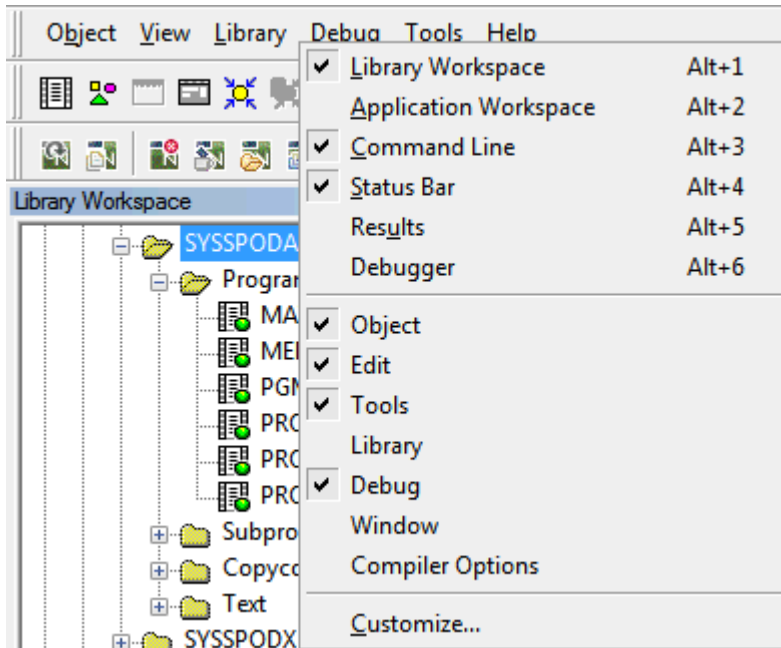 Object View Library Debug Tools Help
Library Workspace Alt+1
Application Workspace Alt+2
Command Line Alt+3
Status Bar Alt+4
Results Alt+5
Debugger Alt+6
Object
Edit
Tools
Library
Debug
Window
Compiler Options
Customize...
Library Workspace
SYSSPODA
Program
MA
MEI
PGM
PRO
PRO
PRO
Subpro
Copyco
Text
SYSSPODX